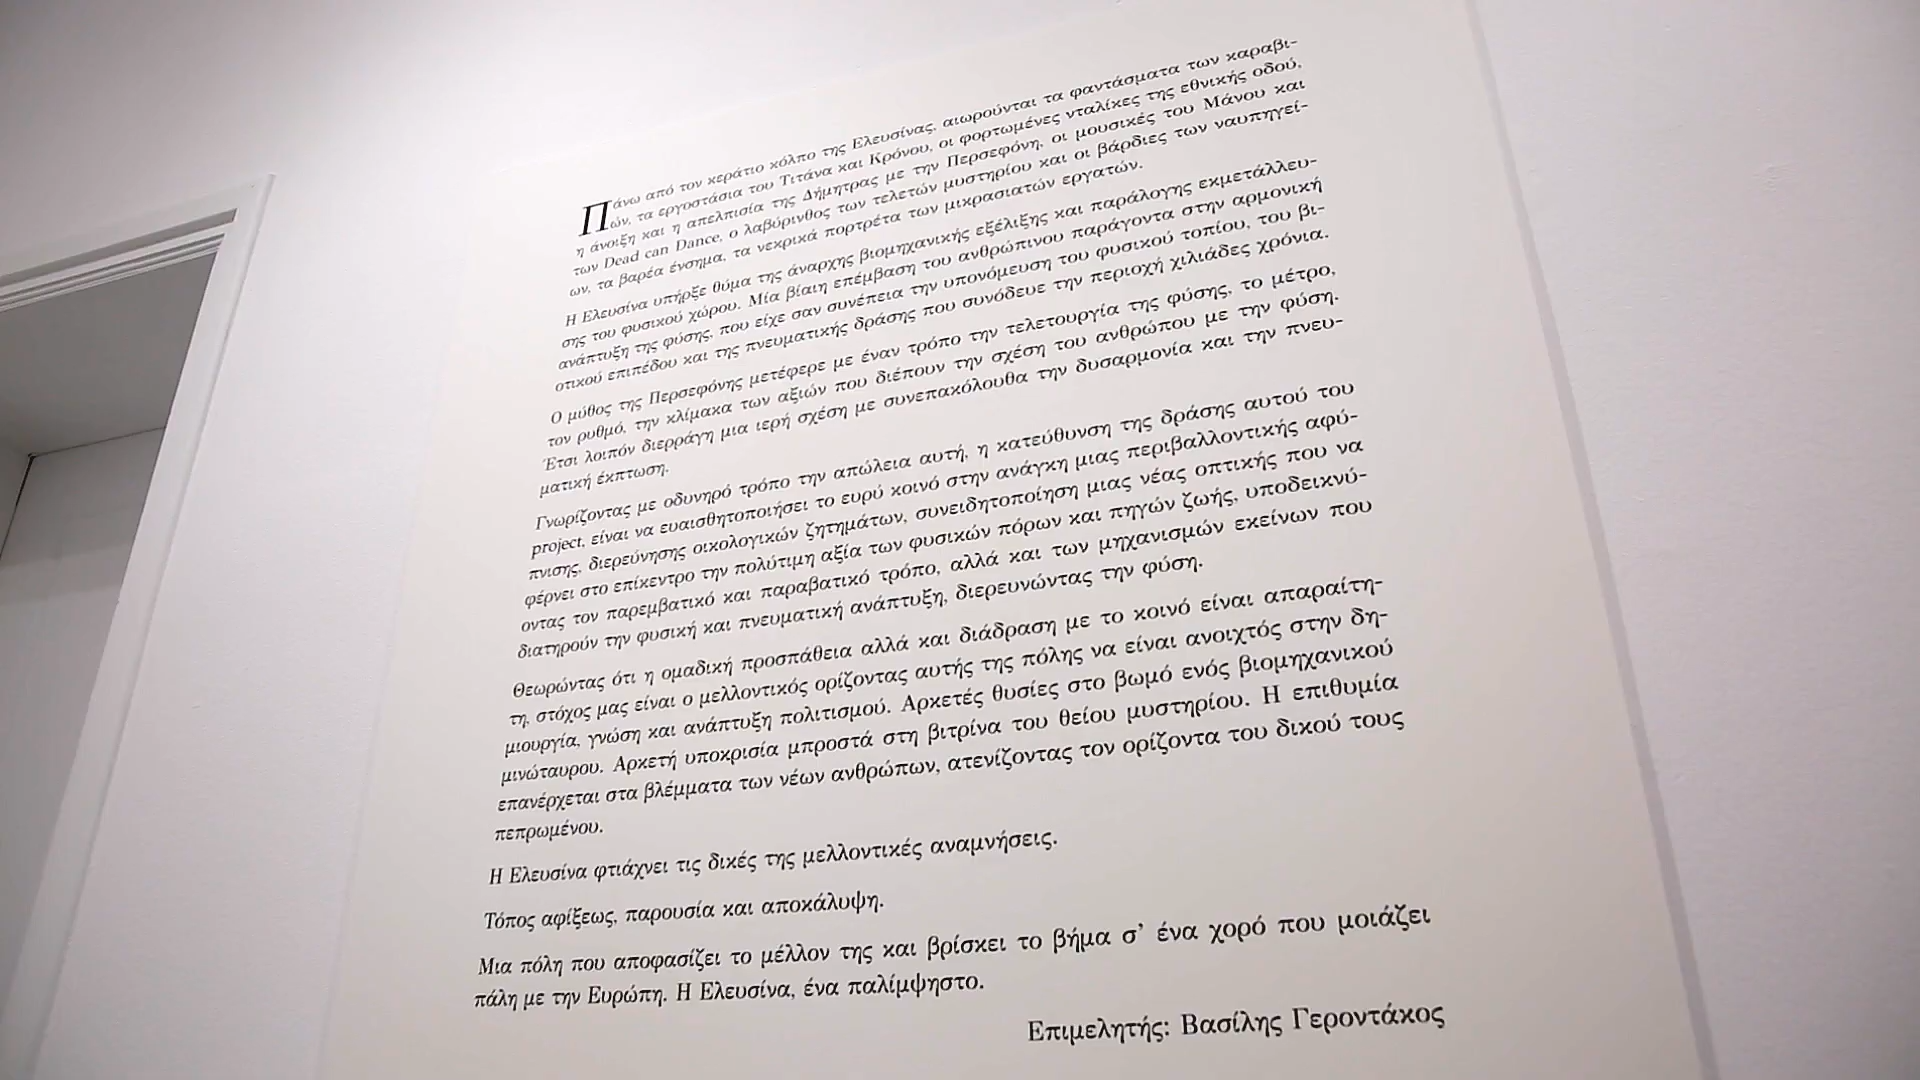 Πάνω από τον κεράτιο κόλπο της Ελευσίνας, αιωρούνται τα φαντάσματα των καραβι-
ών, τα εργοστάσια του Τιτάνα και Κρόνου, οι φορτωμένες νταλίκες της εθνικής οδού,
η άνοιξη και η απελπισία της Δήμητρας με την Περσεφόνη, οι μουσικές του Μάνου και
των Dead can Dance, ο λαβύρινθος των τελετών μυστηρίου και οι βάρδιες των ναυπηγεί-
ων, τα βαρέα ένσημα, τα νεκρικά πορτρέτα των μικρασιατών εργατών.
Η Ελευσίνα υπήρξε θύμα της άναρχης βιομηχανικής εξέλιξης και παράλογης εκμετάλλευ-
σης του φυσικού χώρου. Μία βίαιη επέμβαση του ανθρώπινου παράγοντα στην αρμονική
ανάπτυξη της φύσης, που είχε σαν συνέπεια την υπονόμευση του φυσικού τοπίου, του βι-
οτικού επιπέδου και της πνευματικής δράσης που συνόδευε την περιοχή χιλιάδες χρόνια.
Ο μύθος της Περσεφόνης μετέφερε με έναν τρόπο την τελετουργία της φύσης, το μέτρο,
τον ρυθμό, την κλίμακα των αξιών που διέπουν την σχέση του ανθρώπου με την φύση.
Έτσι λοιπόν διερράγη μια ιερή σχέση με συνεπακόλουθα την δυσαρμονία και την πνευ-
ματική έκπτωση.
Γνωρίζοντας με οδυνηρό τρόπο την απώλεια αυτή, η κατεύθυνση της δράσης αυτού του
project, είναι να ευαισθητοποιήσει το ευρύ κοινό στην ανάγκη μιας περιβαλλοντικής αφύ-
πνισης, διερεύνησης οικολογικών ζητημάτων, συνειδητοποίηση μιας νέας οπτικής που να
φέρνει στο επίκεντρο την πολύτιμη αξία των φυσικών πόρων και πηγών ζωής, υποδεικνύ-
οντας τον παρεμβατικό και παραβατικό τρόπο, αλλά και των μηχανισμών εκείνων που
διατηρούν την φυσική και πνευματική ανάπτυξη, διερευνώντας την φύση.
Θεωρώντας ότι η ομαδική προσπάθεια αλλά και διάδραση με το κοινό είναι απαραίτη-
τη, στόχος μας είναι ο μελλοντικός ορίζοντας αυτής της πόλης να είναι ανοιχτός στην δη-
μιουργία, γνώση και ανάπτυξη πολιτισμού. Αρκετές θυσίες στο βωμό ενός βιομηχανικού
μινώταυρου. Αρκετή υποκρισία μπροστά στη βιτρίνα του θείου μυστηρίου. Η επιθυμία
επανέρχεται στα βλέμματα των νέων ανθρώπων, ατενίζοντας τον ορίζοντα του δικού τους
πεπρωμένου.
Η Ελευσίνα φτιάχνει τις δικές της μελλοντικές αναμνήσεις.
Τόπος αφίξεως, παρουσία και αποκάλυψη.
Μια πόλη που αποφασίζει το μέλλον της και βρίσκει το βήμα σ' ένα χορό που μοιάζει
πάλη με την Ευρώπη. Η Ελευσίνα, ένα παλίμψηστο.
Επιμελητής: Βασίλης Γεροντάκος